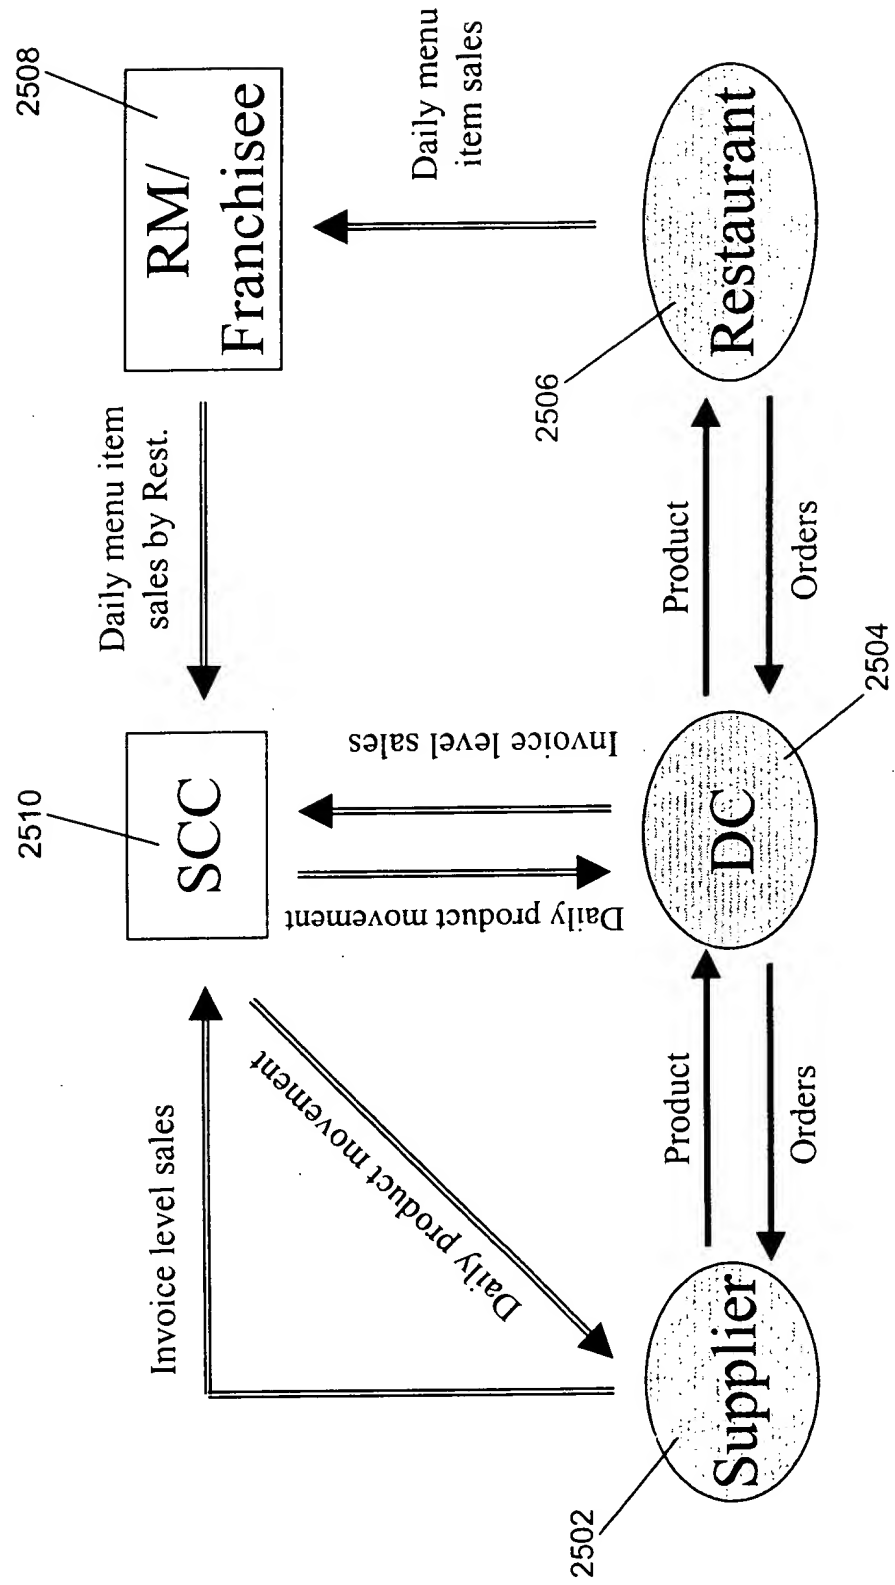 2510
2508
SCC
RM/
Franchisee
Invoice level sales
Daily menu item
sales by Rest.
Daily menu
item sales
Daily product movement
Daily product movement
Invoice level sales
2502
Supplier
Product
Orders
DC
2504
Product
Orders
2506
Restaurant